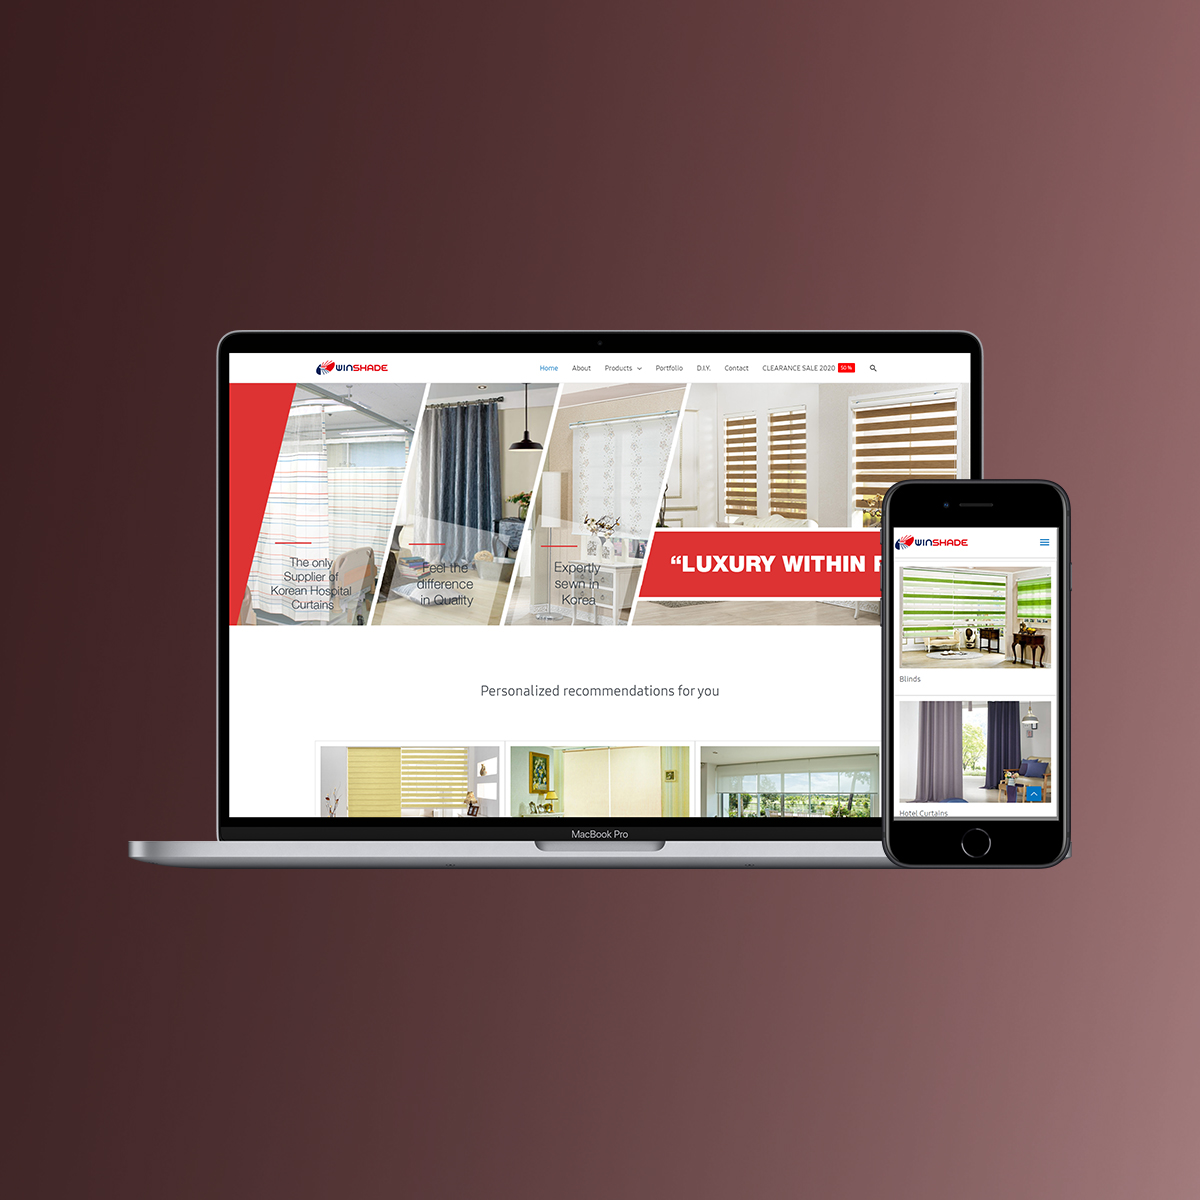 WINSHADE
Home About Products Portfolio D.I.Y. Contact CLEARANCE SALE 2020 50 %
The only
Supplier of
Korean Hospital
Curtains
Feel the
difference
in Quality
Expertly
sewn in
Korea
“LUXURY WITHIN
Personalized recommendations for you
MacBook Pro
WINSHADE
Blinds
Hotel Curtains